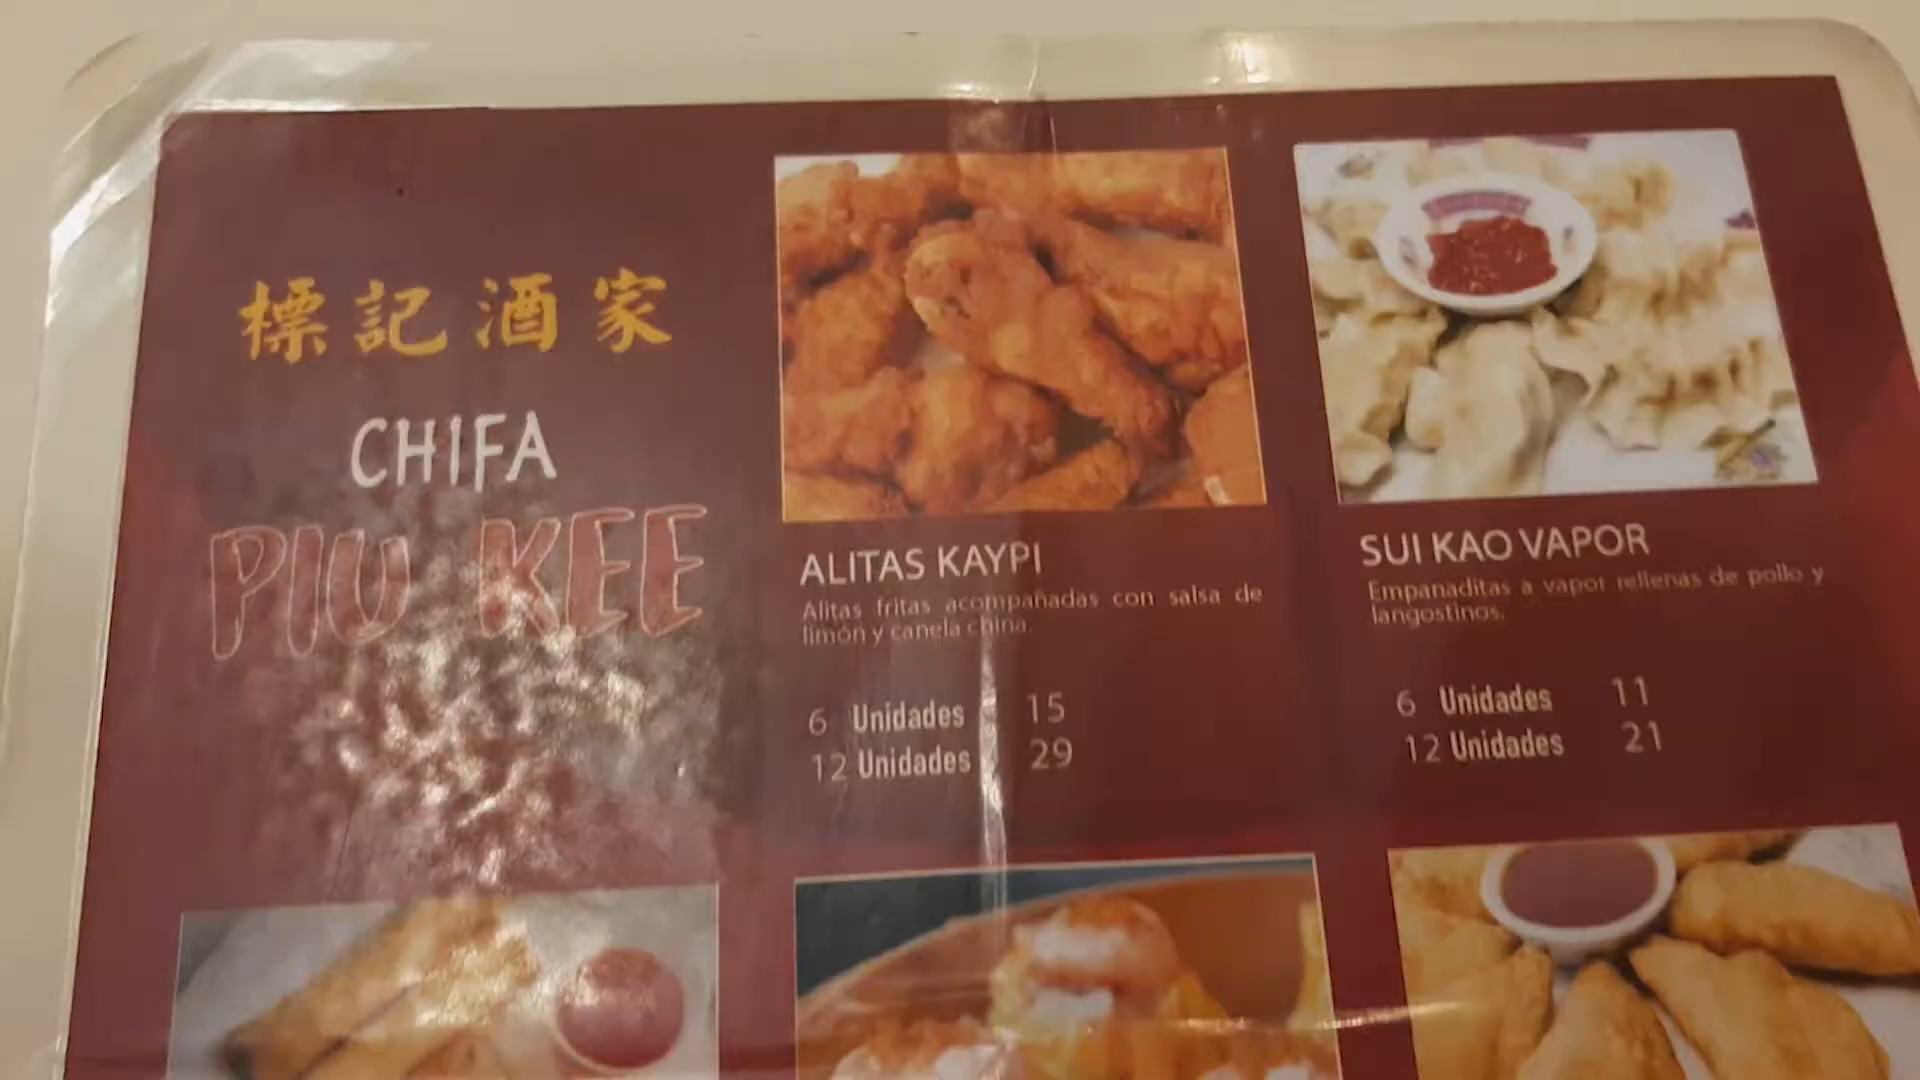 標記酒家
CHIFA
PIU KEE
ALITAS KAYPI
Alitas fritas acompañadas con salsa de
limón y canela china.
6 Unidades 15
12 Unidades 29
SUI KAO VAPOR
Empanaditas a vapor rellenas de pollo y
langostinos.
6 Unidades 11
12 Unidades 21